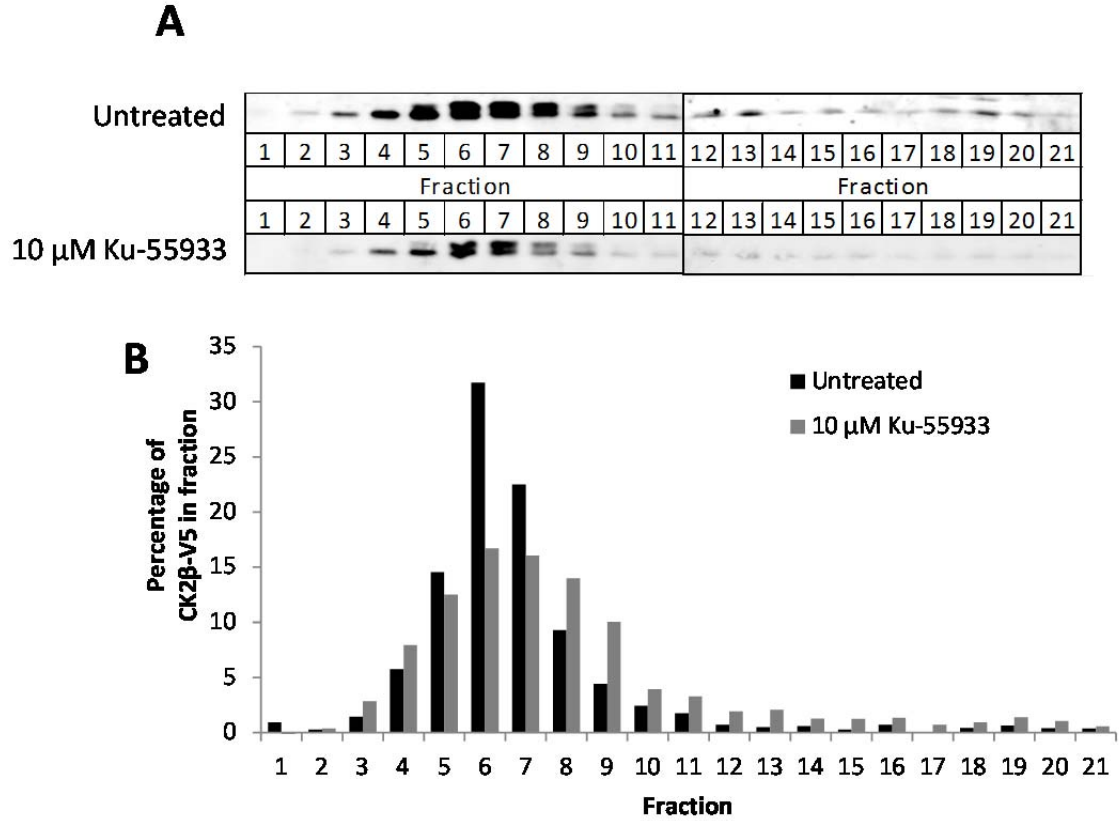 A
Untreated
1 2 3 4 5 6 7 8 9 10 11 12 13 14 15 16 17 18 19 20 21
Fraction Fraction
1 2 3 4 5 6 7 8 9 10 11 12 13 14 15 16 17 18 19 20 21
10 μM Ku-55933
B
Percentage of
CK2β-V5 in fraction
35
30
25
20
15
10
5
0
Untreated
10 μM Ku-55933
1 2 3 4 5 6 7 8 9 10 11 12 13 14 15 16 17 18 19 20 21
Fraction